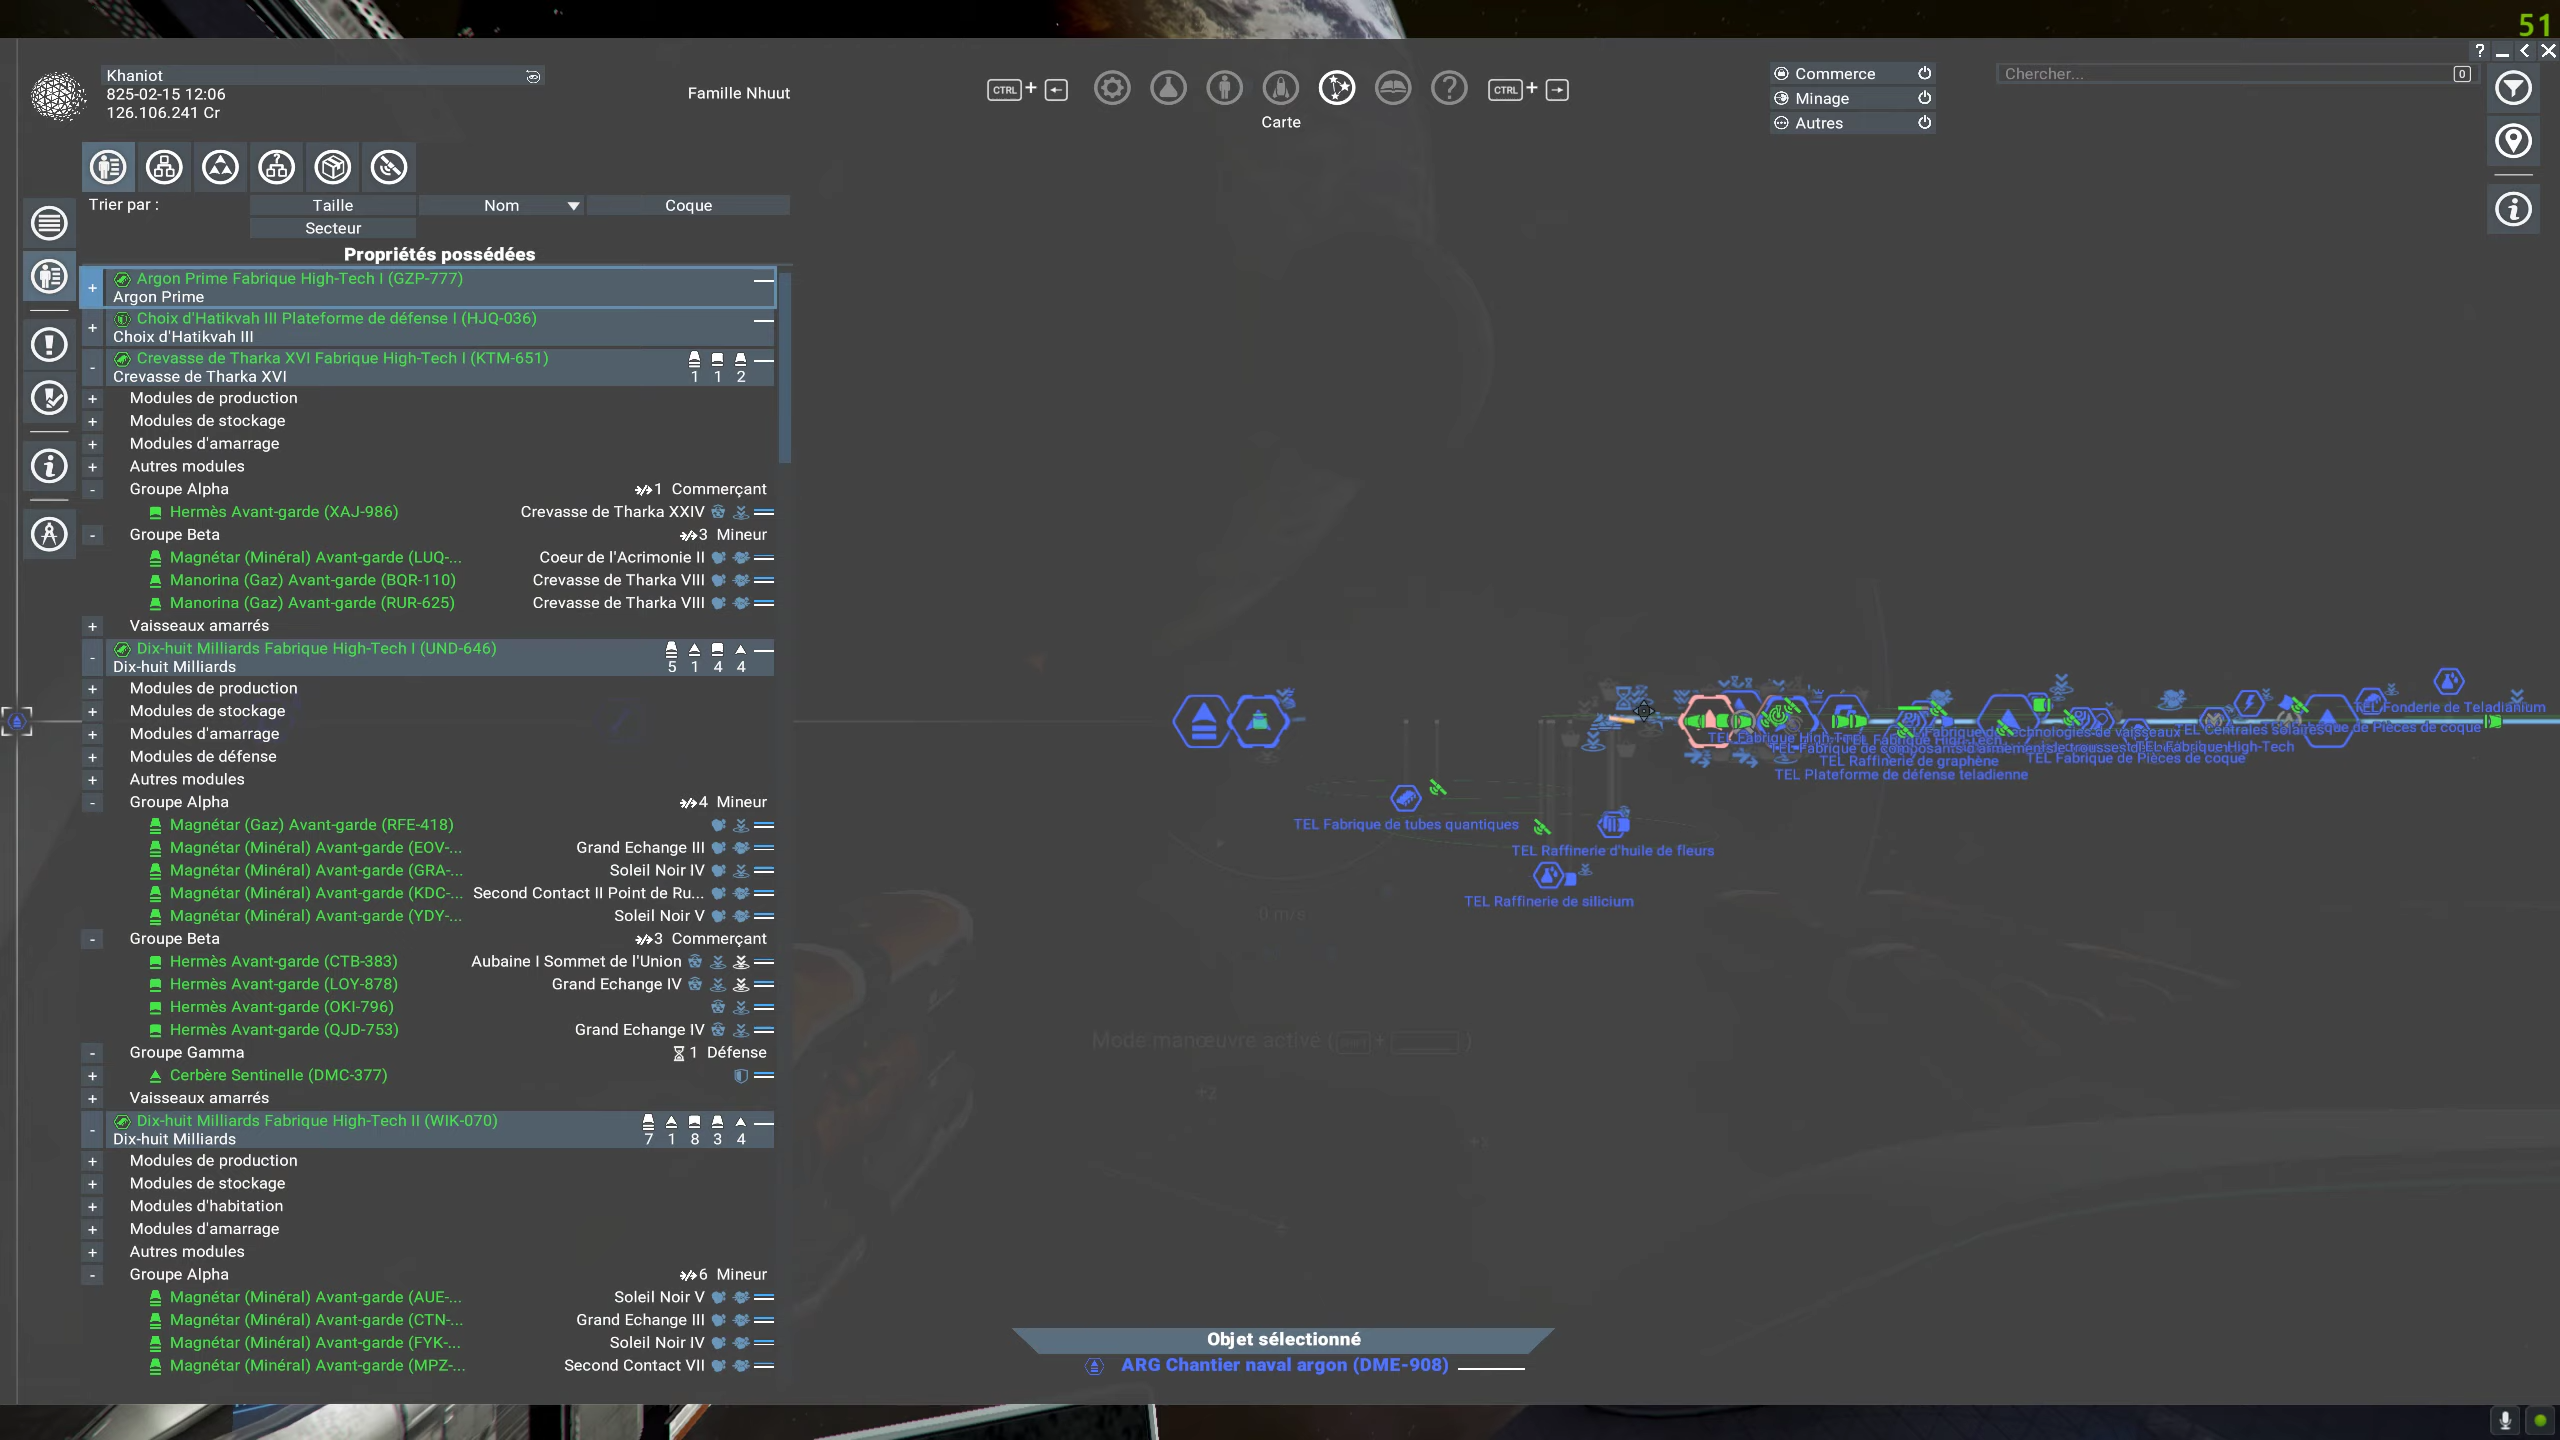 51
Khaniot
825-02-15 12:06
126.106.241 Cr
Famille Nhuut
CTRL + CTRL +
Carte
Commerce
Minage
Autres
Chercher... 0
Trier par :
Taille Nom Coque
Secteur
Propriétés possédées
+ Argon Prime Fabrique High-Tech I (GZP-777)
Argon Prime
+ Choix d'Hatikvah III Plateforme de défense I (HJQ-036)
Choix d'Hatikvah III
- Crevasse de Tharka XVI Fabrique High-Tech I (KTM-651)
Crevasse de Tharka XVI 1 1 2
+ Modules de production
+ Modules de stockage
+ Modules d'amarrage
+ Autres modules
- Groupe Alpha 1 Commerçant
Hermès Avant-garde (XAJ-986) Crevasse de Tharka XXIV
- Groupe Beta 3 Mineur
Magnétar (Minéral) Avant-garde (LUQ-... Coeur de l'Acrimonie II
Manorina (Gaz) Avant-garde (BQR-110) Crevasse de Tharka VIII
Manorina (Gaz) Avant-garde (RUR-625) Crevasse de Tharka VIII
+ Vaisseaux amarrés
- Dix-huit Milliards Fabrique High-Tech I (UND-646)
Dix-huit Milliards 5 1 4 4
+ Modules de production
+ Modules de stockage
+ Modules d'amarrage
+ Modules de défense
+ Autres modules
- Groupe Alpha 4 Mineur
Magnétar (Gaz) Avant-garde (RFE-418)
Magnétar (Minéral) Avant-garde (EOV-... Grand Echange III
Magnétar (Minéral) Avant-garde (GRA-... Soleil Noir IV
Magnétar (Minéral) Avant-garde (KDC-... Second Contact II Point de Ru...
Magnétar (Minéral) Avant-garde (YDY-... Soleil Noir V
- Groupe Beta 3 Commerçant
Hermès Avant-garde (CTB-383) Aubaine I Sommet de l'Union
Hermès Avant-garde (LOY-878) Grand Echange IV
Hermès Avant-garde (OKI-796)
Hermès Avant-garde (QJD-753) Grand Echange IV
- Groupe Gamma 1 Défense
+ Cerbère Sentinelle (DMC-377)
+ Vaisseaux amarrés
- Dix-huit Milliards Fabrique High-Tech II (WIK-070)
Dix-huit Milliards 7 1 8 3 4
+ Modules de production
+ Modules de stockage
+ Modules d'habitation
+ Modules d'amarrage
+ Autres modules
- Groupe Alpha 6 Mineur
Magnétar (Minéral) Avant-garde (AUE-... Soleil Noir V
Magnétar (Minéral) Avant-garde (CTN-... Grand Echange III
Magnétar (Minéral) Avant-garde (FYK-... Soleil Noir IV
Magnétar (Minéral) Avant-garde (MPZ-... Second Contact VII
TEL Fonderie de Teladianium
TEL Fabrique High-Tech
TEL Raffinerie de graphène
TEL Fabrique de Pièces de coque
TEL Plateforme de défense teladienne
TEL Fabrique de tubes quantiques
TEL Raffinerie d'huile de fleurs
TEL Raffinerie de silicium
0 m/s
Mode manœuvre active (SHIFT + )
+2
Objet sélectionné
ARG Chantier naval argon (DME-908)